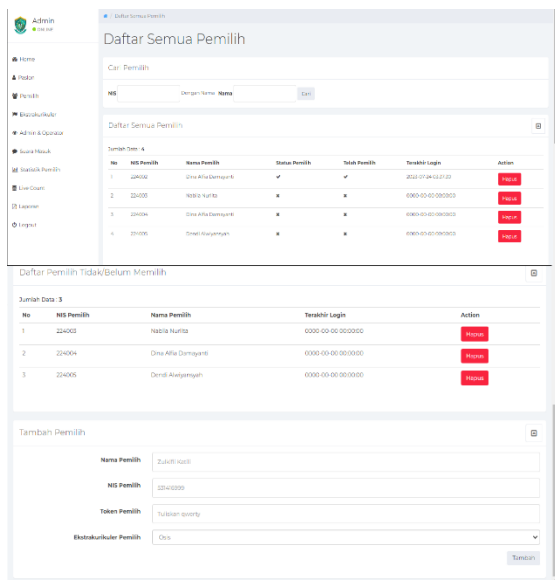 Admin
ONLINE
Daftar Semua Pemilih
Daftar Semua Pemilih
Home
Paslon
Pemilih
Ekstrakurikuler
Admin & Operator
Suara Masuk
Statistik Pemilih
Live Count
Laporan
Logout
Cari Pemilih
NIS Dengan Nama Nama Cari
Daftar Semua Pemilih
Jumlah Data : 4
No NIS Pemilih Nama Pemilih Status Pemilih Telah Pemilih Terakhir Login Action
1 224002 Dina Alfia Damayanti ✔ ✔ Hapus
2 224003 Nabila Nurlita ✖ ✖ 0000-00-00 00:00:00 Hapus
3 224004 Dina Alfia Damayanti ✖ ✖ 0000-00-00 00:00:00 Hapus
4 224005 Dendi Alwiyansyah ✖ ✖ 0000-00-00 00:00:00 Hapus
Daftar Pemilih Tidak/Belum Memilih
Jumlah Data : 3
No NIS Pemilih Nama Pemilih Terakhir Login Action
1 224003 Nabila Nurlita 0000-00-00 00:00:00 Hapus
2 224004 Dina Alfia Damayanti 0000-00-00 00:00:00 Hapus
3 224005 Dendi Alwiyansyah 0000-00-00 00:00:00 Hapus
Tambah Pemilih
Nama Pemilih
NIS Pemilih
Token Pemilih Tuliskan qwerty
Ekstrakurikuler Pemilih Osis
Tambah